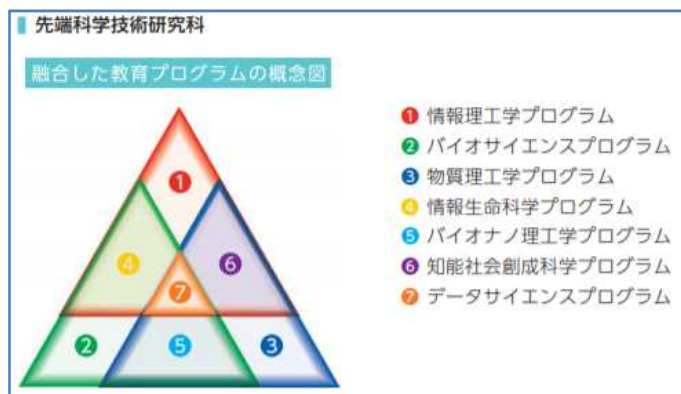 先端科学技術研究科
融合した教育プログラムの概念図
1 情報理工学プログラム
2 バイオサイエンスプログラム
3 物質理工学プログラム
4 情報生命科学プログラム
5 バイオナノ理工学プログラム
6 知能社会創成科学プログラム
7 データサイエンスプログラム
1
4
6
7
2
5
3